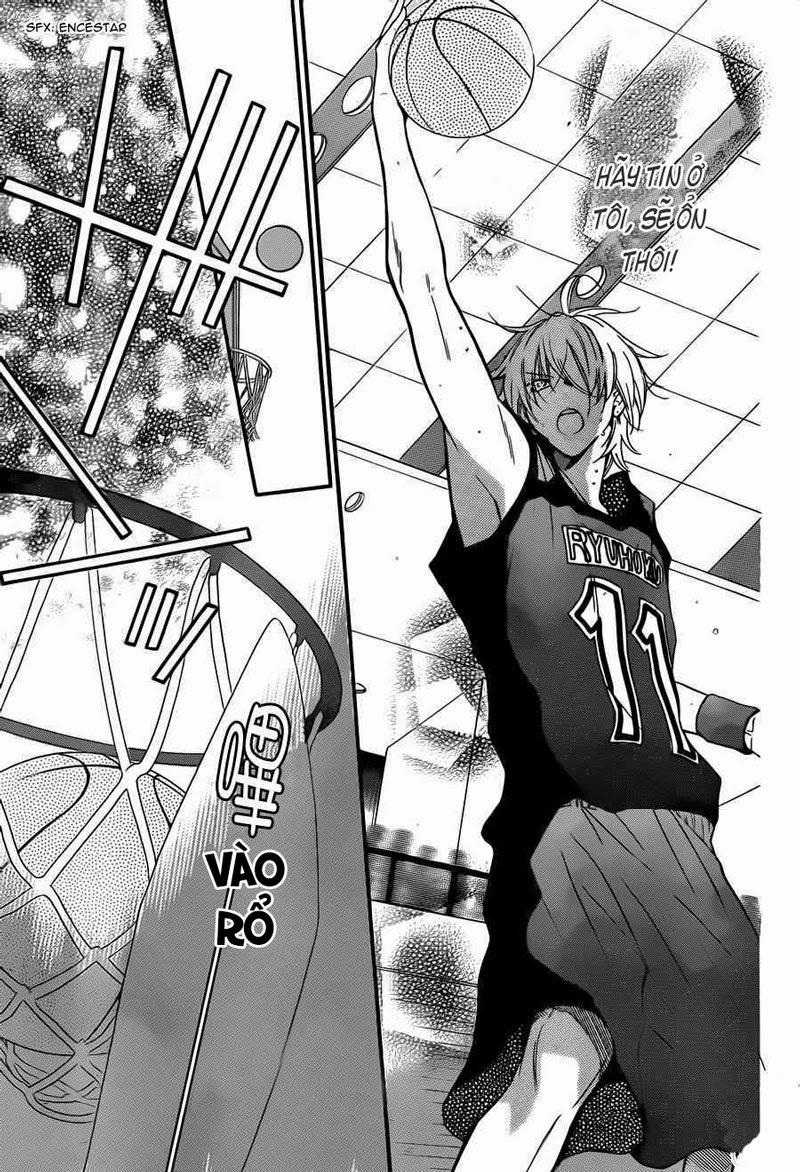 SFX: ENCESTAR
HÃY TIN Ở
TÔI, SẼ ỔN
THÔI!
RYUHOKU
11
VÀO
RỔ